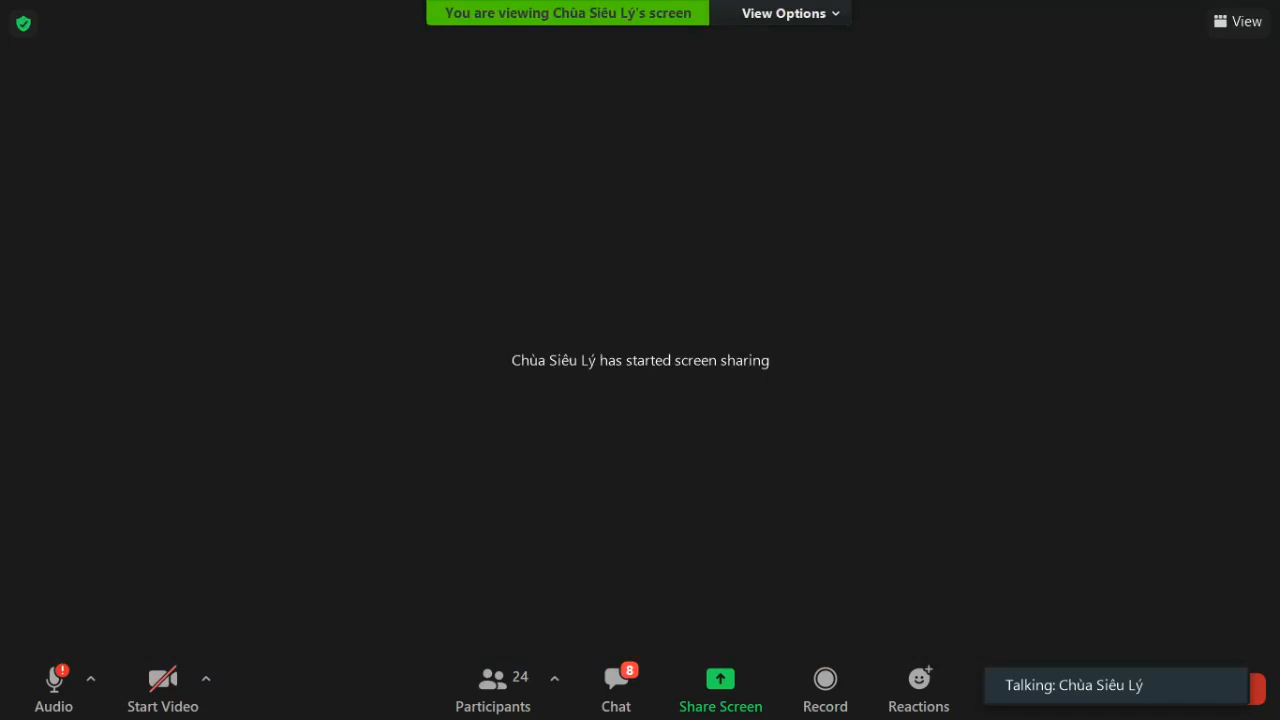 You are viewing Chùa Siêu Lý's screen
View Options
View
Chùa Siêu Lý has started screen sharing
24
8
Audio
Start Video
Participants
Chat
Share Screen
Record
Reactions
Talking: Chùa Siêu Lý